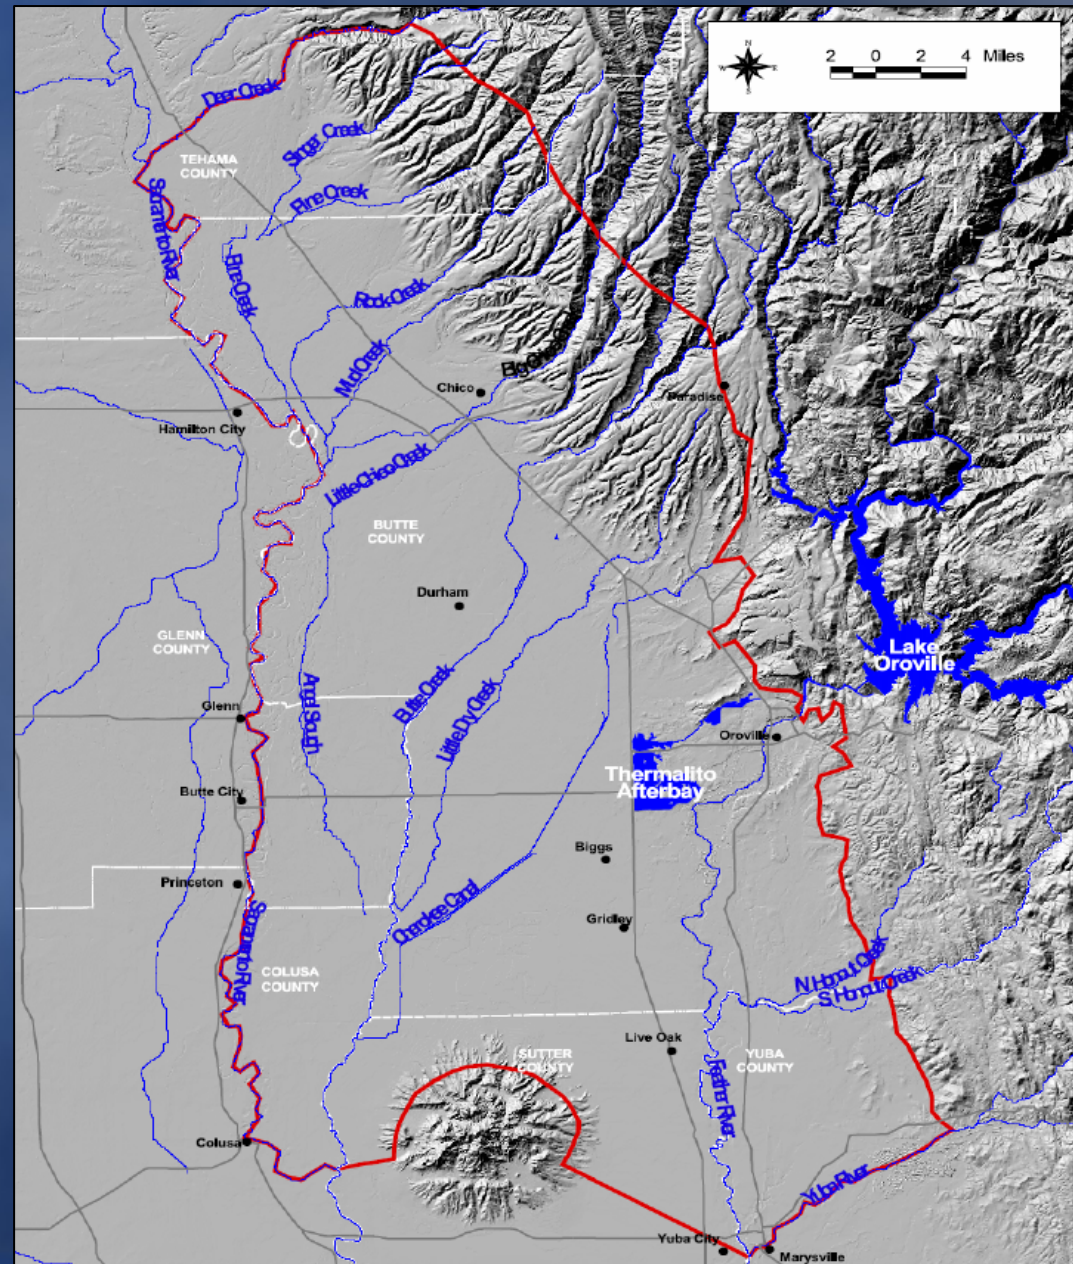 N
W E
S
2 0 2 4 Miles
Deer Creek
Singer Creek
TEHAMA
COUNTY
Pine Creek
Sacramento River
Pine Creek
Rock Creek
Mud Creek
Chico
Paradise
Hamilton City
Little Chico Creek
BUTTE
COUNTY
Durham
GLENN
COUNTY
Lake
Oroville
Angel Slough
Butte Creek
Little Dry Creek
Glenn
Oroville
Thermalito
Afterbay
Butte City
Biggs
Princeton
Cherokee Canal
Gridley
Sacramento River
COLUSA
COUNTY
N Honcut Creek
S Honcut Creek
Live Oak
SUTTER
COUNTY
YUBA
COUNTY
Feather River
Colusa
Yuba River
Yuba City
Marysville